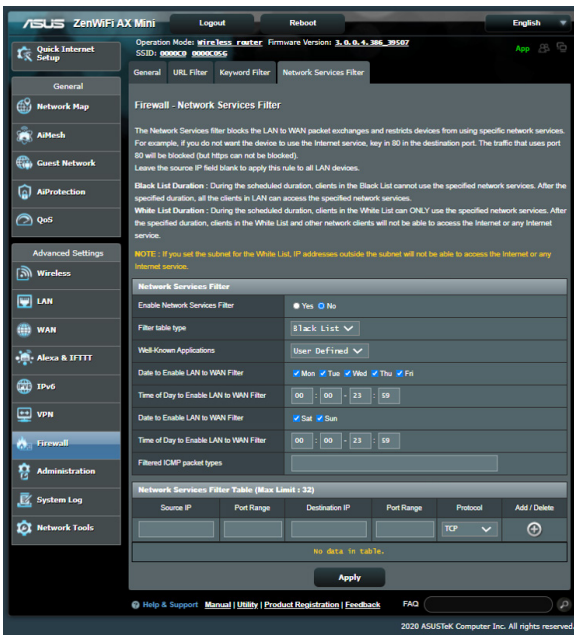 ASUS ZenWiFi AX Mini Logout Reboot English
Quick Internet Setup
Operation Mode: Wireless router Firmware Version: 3.0.0.4.386_39507
SSID: 0000C0 0000C05G
App
General URL Filter Keyword Filter Network Services Filter
General
Network Map
AiMesh
Guest Network
AiProtection
QoS
Advanced Settings
Wireless
LAN
WAN
Alexa & IFTTT
IPv6
VPN
Firewall
Administration
System Log
Network Tools
Firewall - Network Services Filter
The Network Services filter blocks the LAN to WAN packet exchanges and restricts devices from using specific network services.
For example, if you do not want the device to use the Internet service, key in 80 in the destination port. The traffic that uses port
80 will be blocked (but https can not be blocked).
Leave the source IP field blank to apply this rule to all LAN devices.
Black List Duration : During the scheduled duration, clients in the Black List cannot use the specified network services. After the
specified duration, all the clients in LAN can access the specified network services.
White List Duration : During the scheduled duration, clients in the White List can ONLY use the specified network services. After
the specified duration, clients in the White List and other network clients will not be able to access the Internet or any Internet
service.
NOTE : If you set the subnet for the White List, IP addresses outside the subnet will not be able to access the Internet or any
Internet service.
Network Services Filter
Enable Network Services Filter Yes No
Filter table type Black List
Well-Known Applications User Defined
Date to Enable LAN to WAN Filter Mon Tue Wed Thu Fri
Time of Day to Enable LAN to WAN Filter 00 : 00 - 23 : 59
Date to Enable LAN to WAN Filter Sat Sun
Time of Day to Enable LAN to WAN Filter 00 : 00 - 23 : 59
Filtered ICMP packet types
Network Services Filter Table (Max Limit : 32)
Source IP Port Range Destination IP Port Range Protocol Add / Delete
TCP
No data in table.
Apply
Help & Support Manual | Utility | Product Registration | Feedback FAQ
2020 ASUSTeK Computer Inc. All rights reserved.